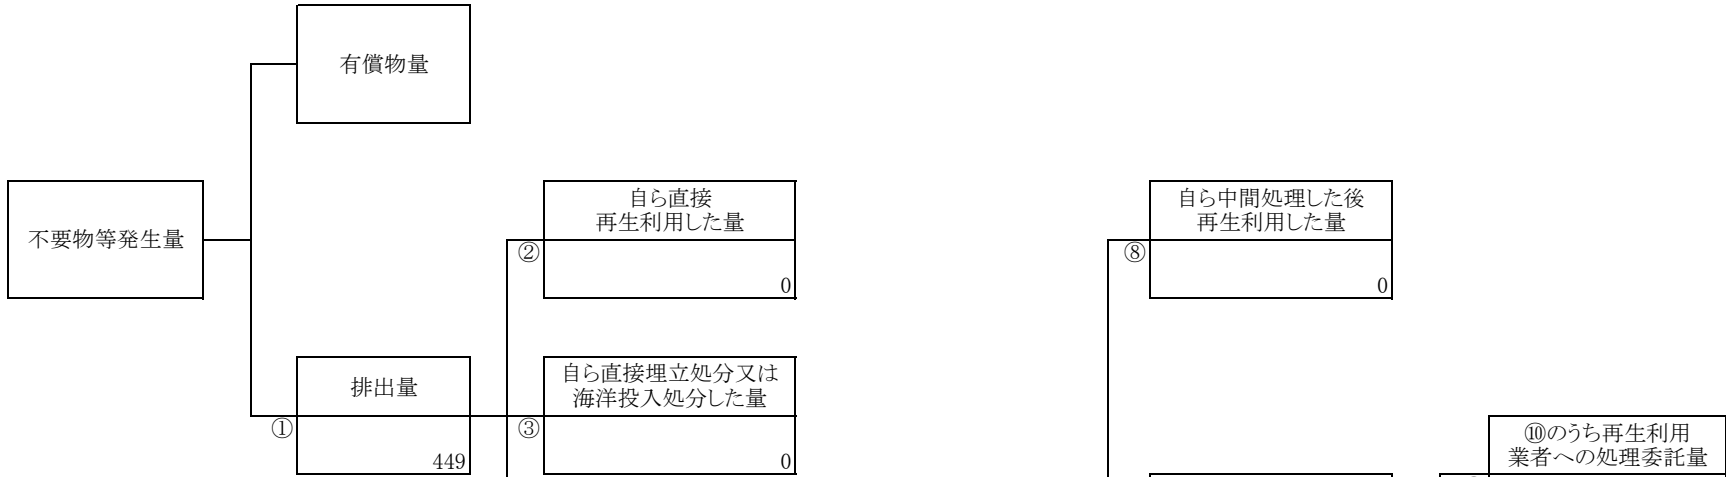 有償物量
不要物等発生量
自ら直接
再生利用した量
②
0
自ら中間処理した後
再生利用した量
⑧
0
排出量
①
449
自ら直接埋立処分又は
海洋投入処分した量
③
0
⑩のうち再生利用
業者への処理委託量